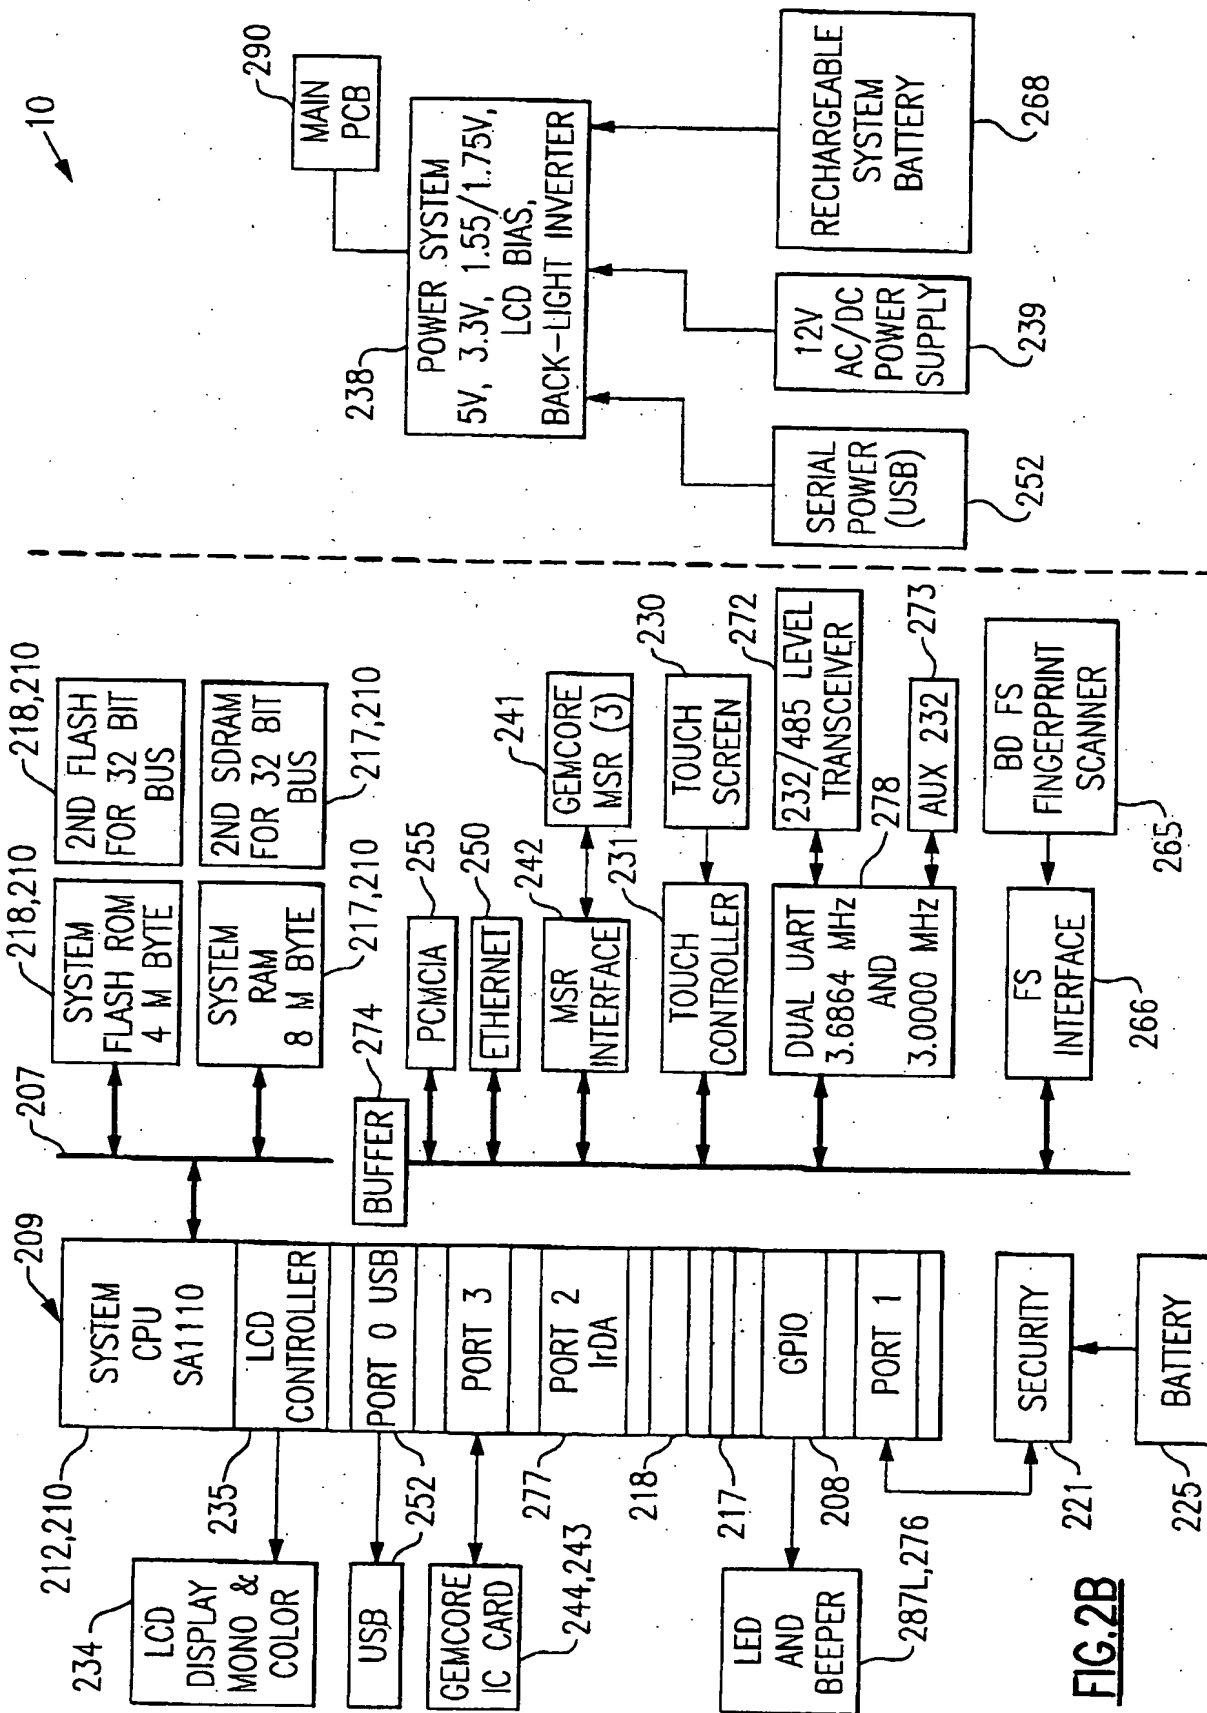 10
290
MAIN
PCB
238
POWER SYSTEM
5V, 3.3V, 1.55/1.75V,
LCD BIAS,
BACK-LIGHT INVERTER
SERIAL
POWER
(USB)
252
12V
AC/DC
POWER
SUPPLY
239
RECHARGEABLE
SYSTEM
BATTERY
268
218,210
SYSTEM
FLASH ROM
4 M BYTE
218,210
2ND FLASH
FOR 32 BIT
BUS
SYSTEM
RAM
8 M BYTE
217,210
2ND SDRAM
FOR 32 BIT
BUS
217,210
207
274
BUFFER
255
PCMCIA
250
ETHERNET
242
MSR
INTERFACE
241
GEMCORE
MSR (3)
231
TOUCH
CONTROLLER
230
TOUCH
SCREEN
272
232/485 LEVEL
TRANSCEIVER
278
DUAL UART
3.6864 MHz
AND
3.0000 MHz
273
AUX 232
FS
INTERFACE
266
BD FS
FINGERPRINT
SCANNER
265
209
SYSTEM
CPU
SA1110
212,210
LCD
CONTROLLER
235
PORT 0 USB
252
PORT 3
PORT 2
IrDA
277
218
217
GPIO
208
PORT 1
234
LCD
DISPLAY
MONO &
COLOR
USB
GEMCORE
IC CARD
244,243
LED
AND
BEEPER
287L,276
SECURITY
221
BATTERY
225
FIG.2B